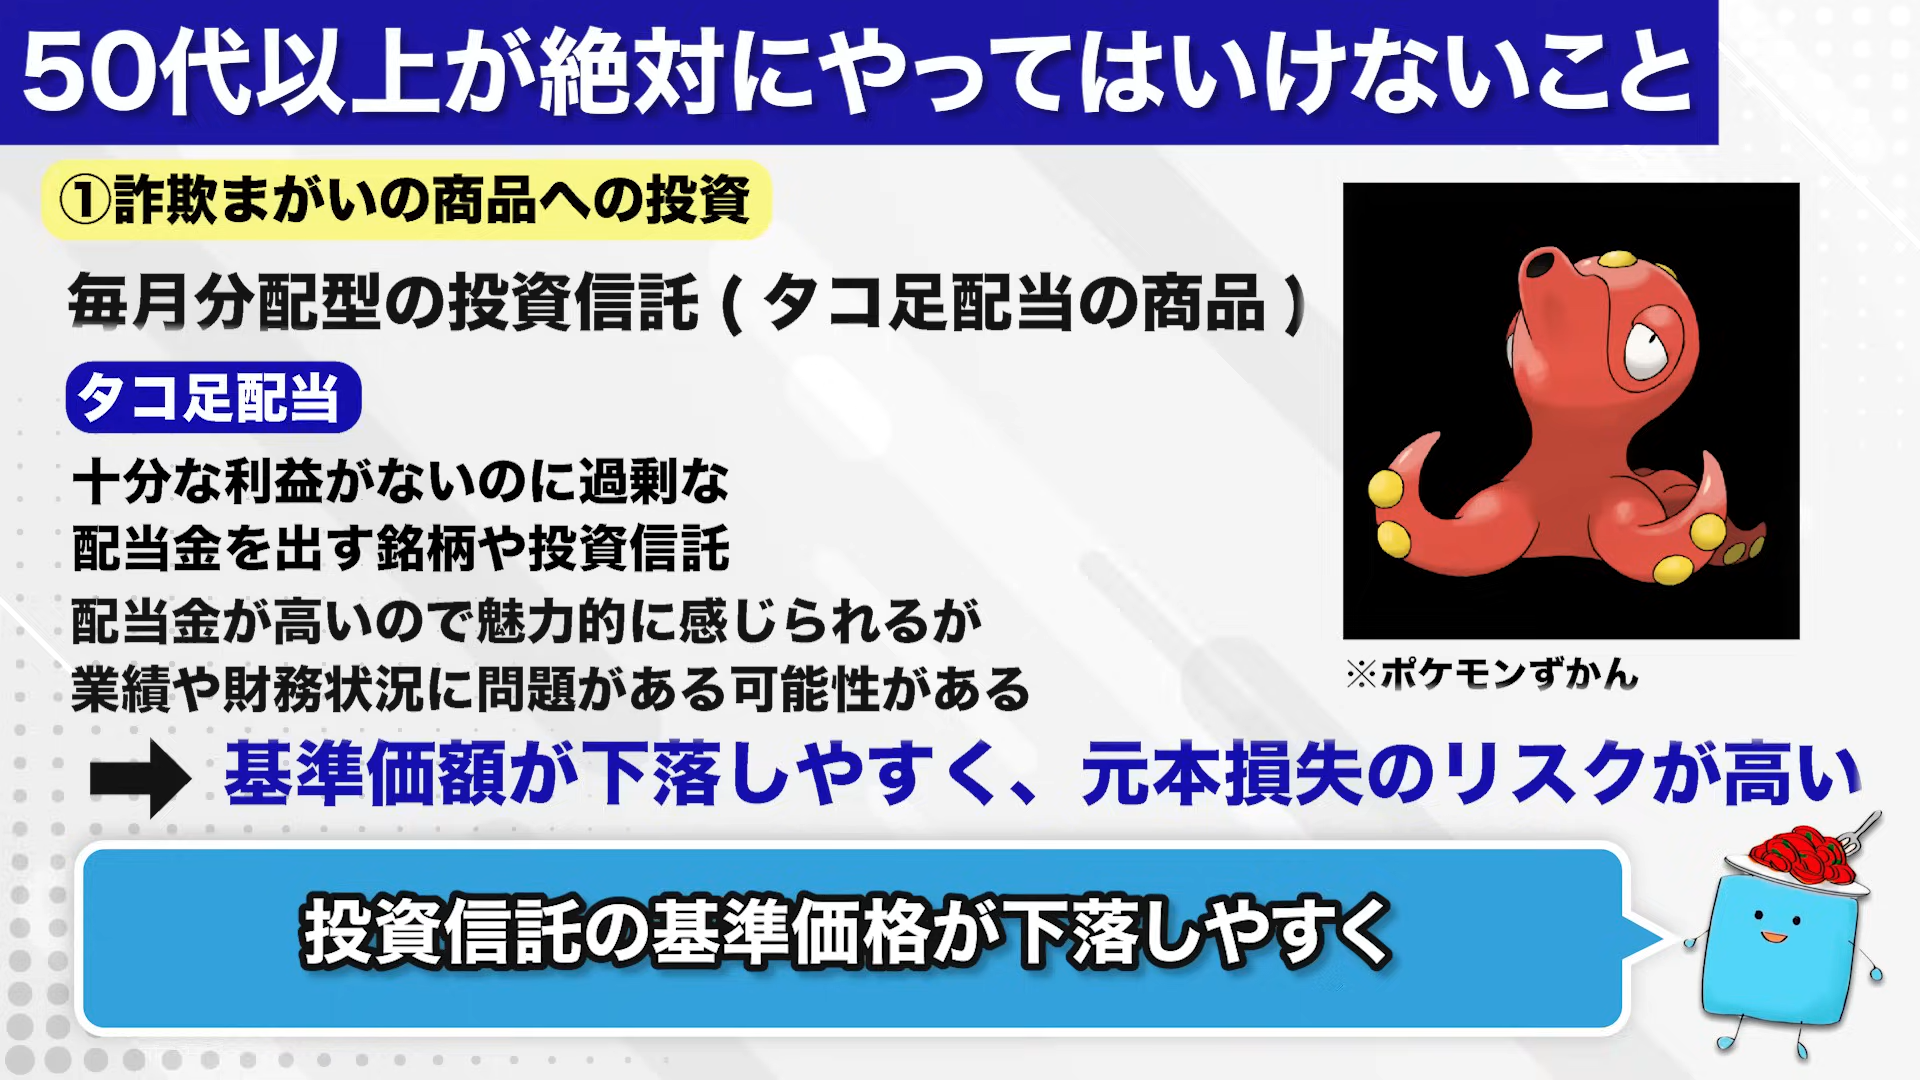 50代以上が絶対にやってはいけないこと
①詐欺まがいの商品への投資
毎月分配型の投資信託(タコ足配当の商品)
タコ足配当
十分な利益がないのに過剰な
配当金を出す銘柄や投資信託
配当金が高いので魅力的に感じられるが
業績や財務状況に問題がある可能性がある
※ポケモンずかん
基準価額が下落しやすく、元本損失のリスクが高い
投資信託の基準価格が下落しやすく